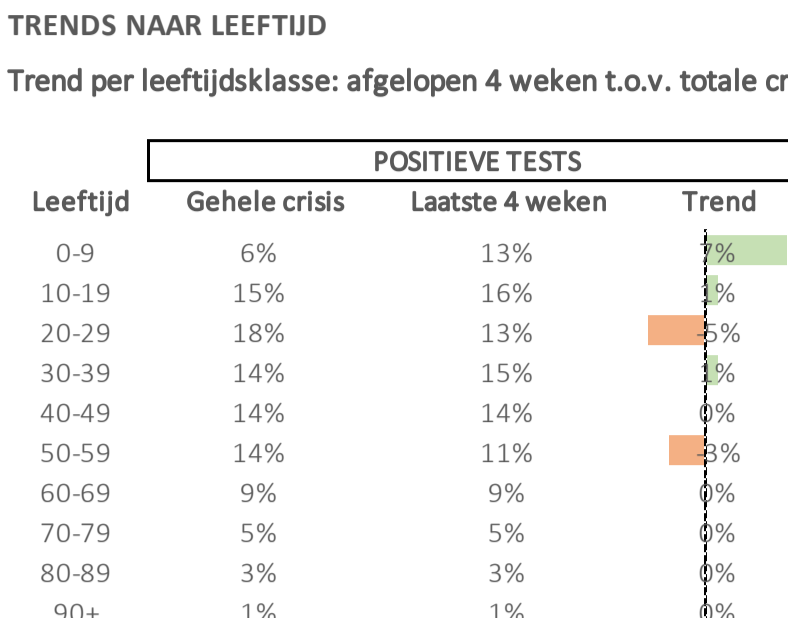 TRENDS NAAR LEEFTIJD
Trend per leeftijdsklasse: afgelopen 4 weken t.o.v. totale
POSITIEVE TESTS
Leeftijd Gehele crisis Laatste 4 weken Trend
0-9 6% 13% 7%
10-19 15% 16% 1%
20-29 18% 13% -5%
30-39 14% 15% 1%
40-49 14% 14% 0%
50-59 14% 11% -3%
60-69 9% 9% 0%
70-79 5% 5% 0%
80-89 3% 3% 0%
90+ 1% 1% 0%